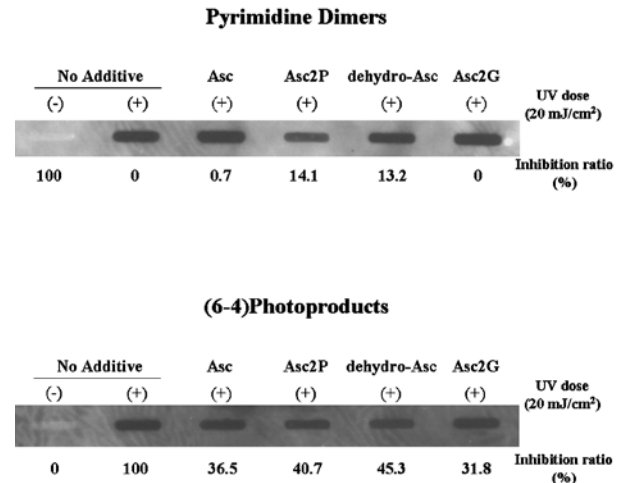 Pyrimidine Dimers
No Additive Asc Asc2P dehydro-Asc Asc2G
(-) (+) (+) (+) (+) (+) UV dose
(20 mJ/cm²)
100 0 0.7 14.1 13.2 0 Inhibition ratio
(%)
(6-4)Photoproducts
No Additive Asc Asc2P dehydro-Asc Asc2G
(-) (+) (+) (+) (+) (+) UV dose
(20 mJ/cm²)
0 100 36.5 40.7 45.3 31.8 Inhibition ratio
(%)